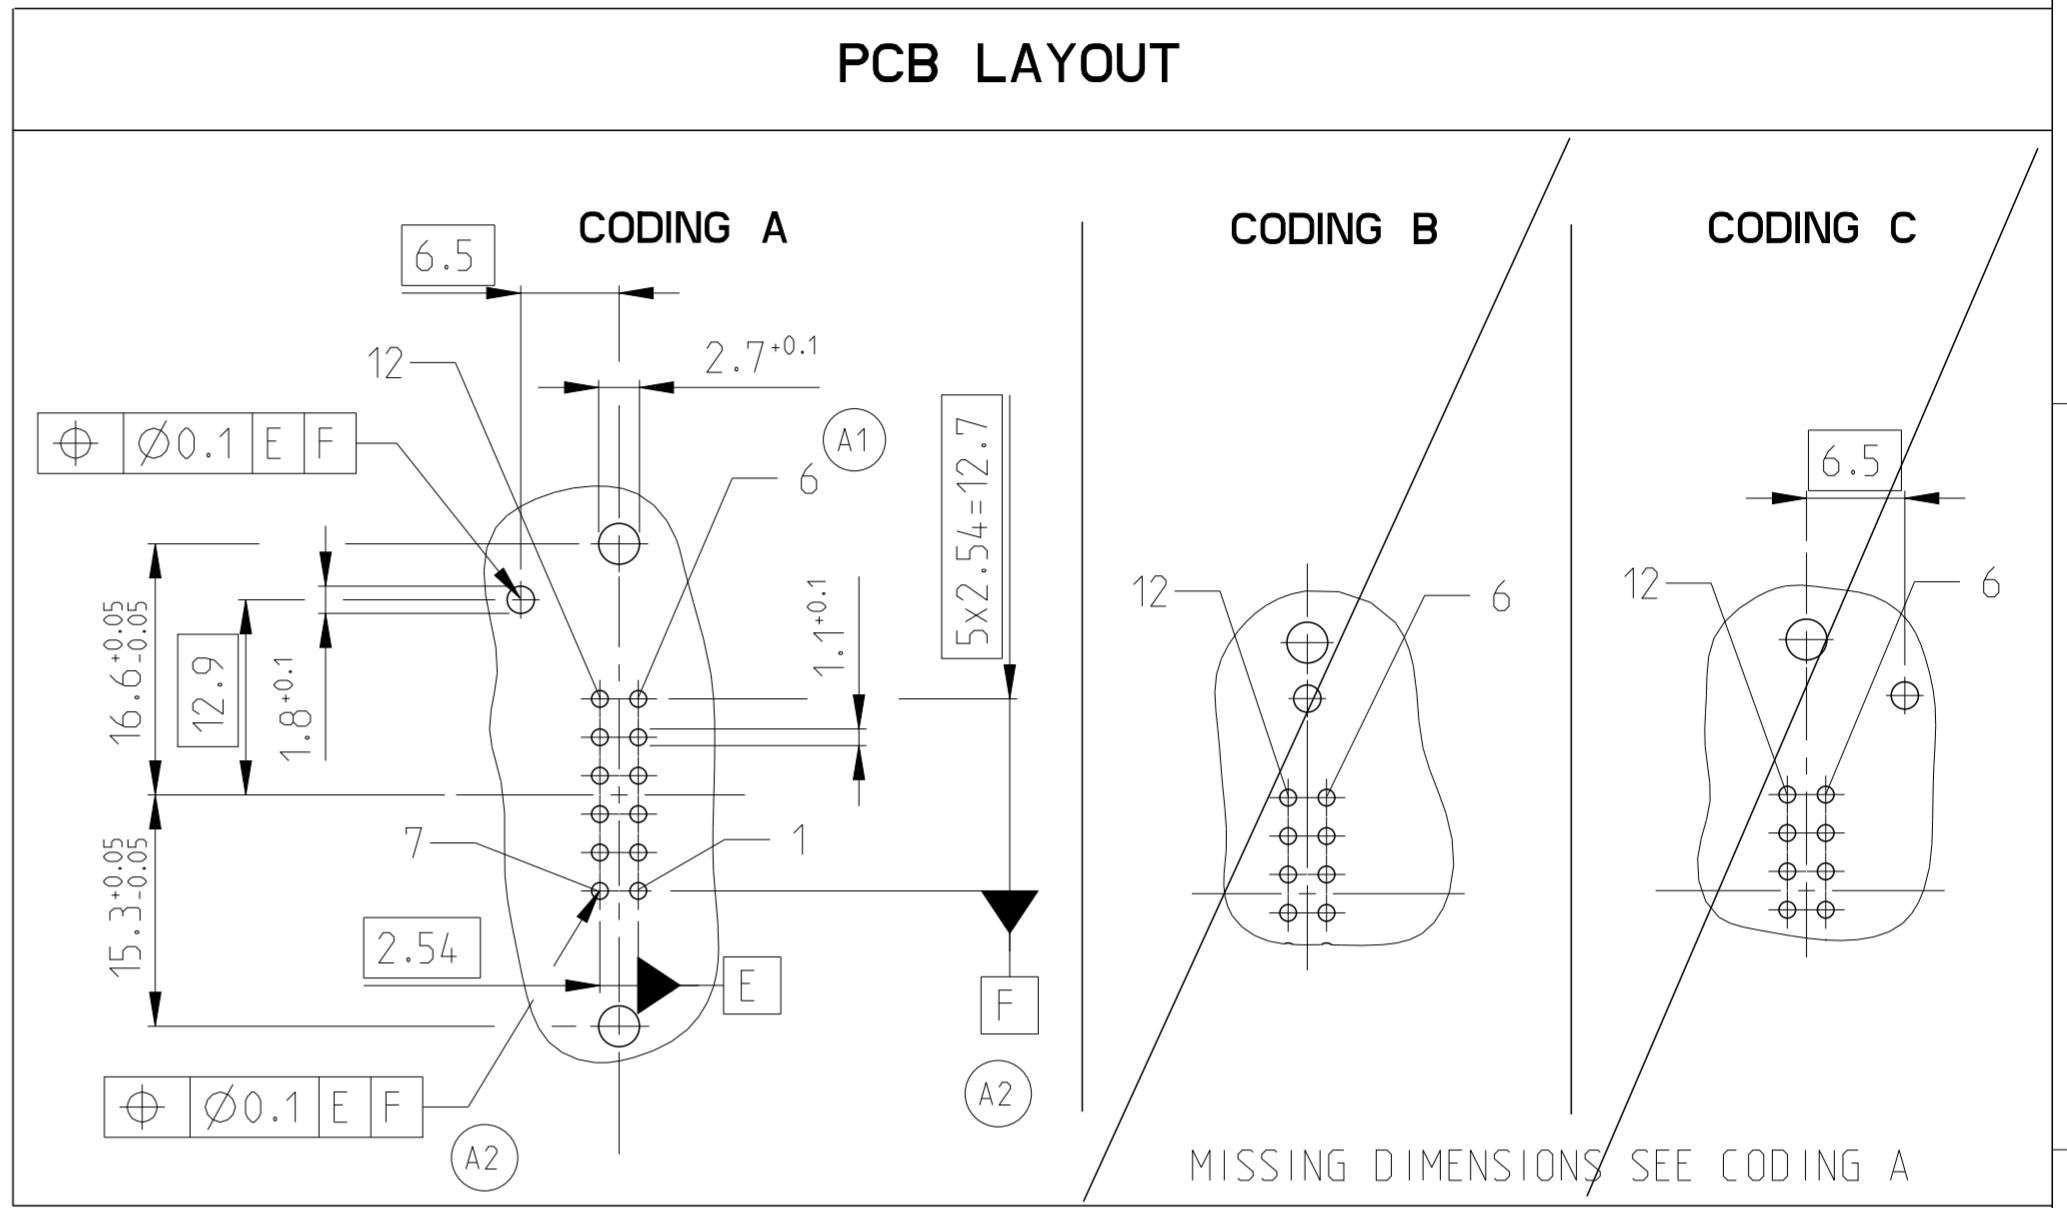 PCB LAYOUT
CODING A
CODING B
CODING C
6.5
12
2.7+0.1
⌖ Ø0.1 E F
A1
6
5x2.54=12.7
6.5
16.6+0.05-0.05
12.9
1.8+0.1
1.1+0.1
12
6
12
6
7
1
15.3+0.05-0.05
2.54
E
F
⌖ Ø0.1 E F
A2
A2
MISSING DIMENSIONS SEE CODING A